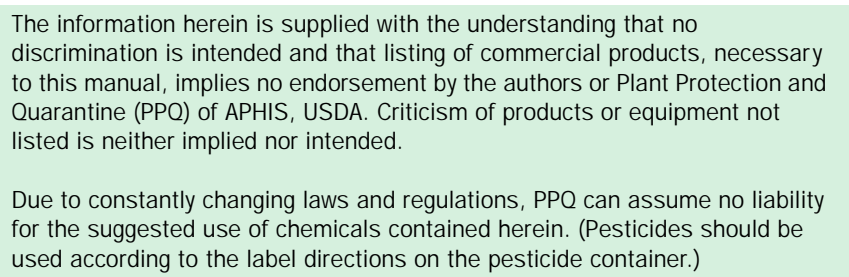 The information herein is supplied with the understanding that no
discrimination is intended and that listing of commercial products, necessary
to this manual, implies no endorsement by the authors or Plant Protection and
Quarantine (PPQ) of APHIS, USDA. Criticism of products or equipment not
listed is neither implied nor intended.
Due to constantly changing laws and regulations, PPQ can assume no liability
for the suggested use of chemicals contained herein. (Pesticides should be
used according to the label directions on the pesticide container.)